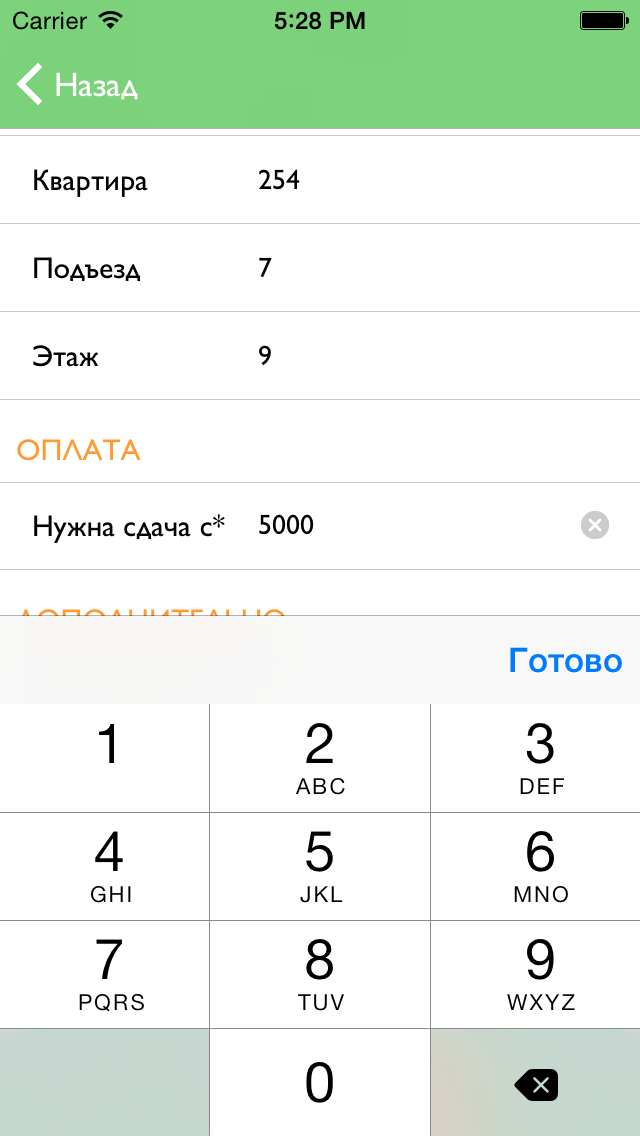 Carrier 5:28 PM
Назад
Квартира 254
Подъезд 7
Этаж 9
ОПЛАТА
Нужна сдача с* 5000
ДОПОЛНИТЕЛЬНО
Готово
1 2 3
ABC DEF
4 5 6
GHI JKL MNO
7 8 9
PQRS TUV WXYZ
0